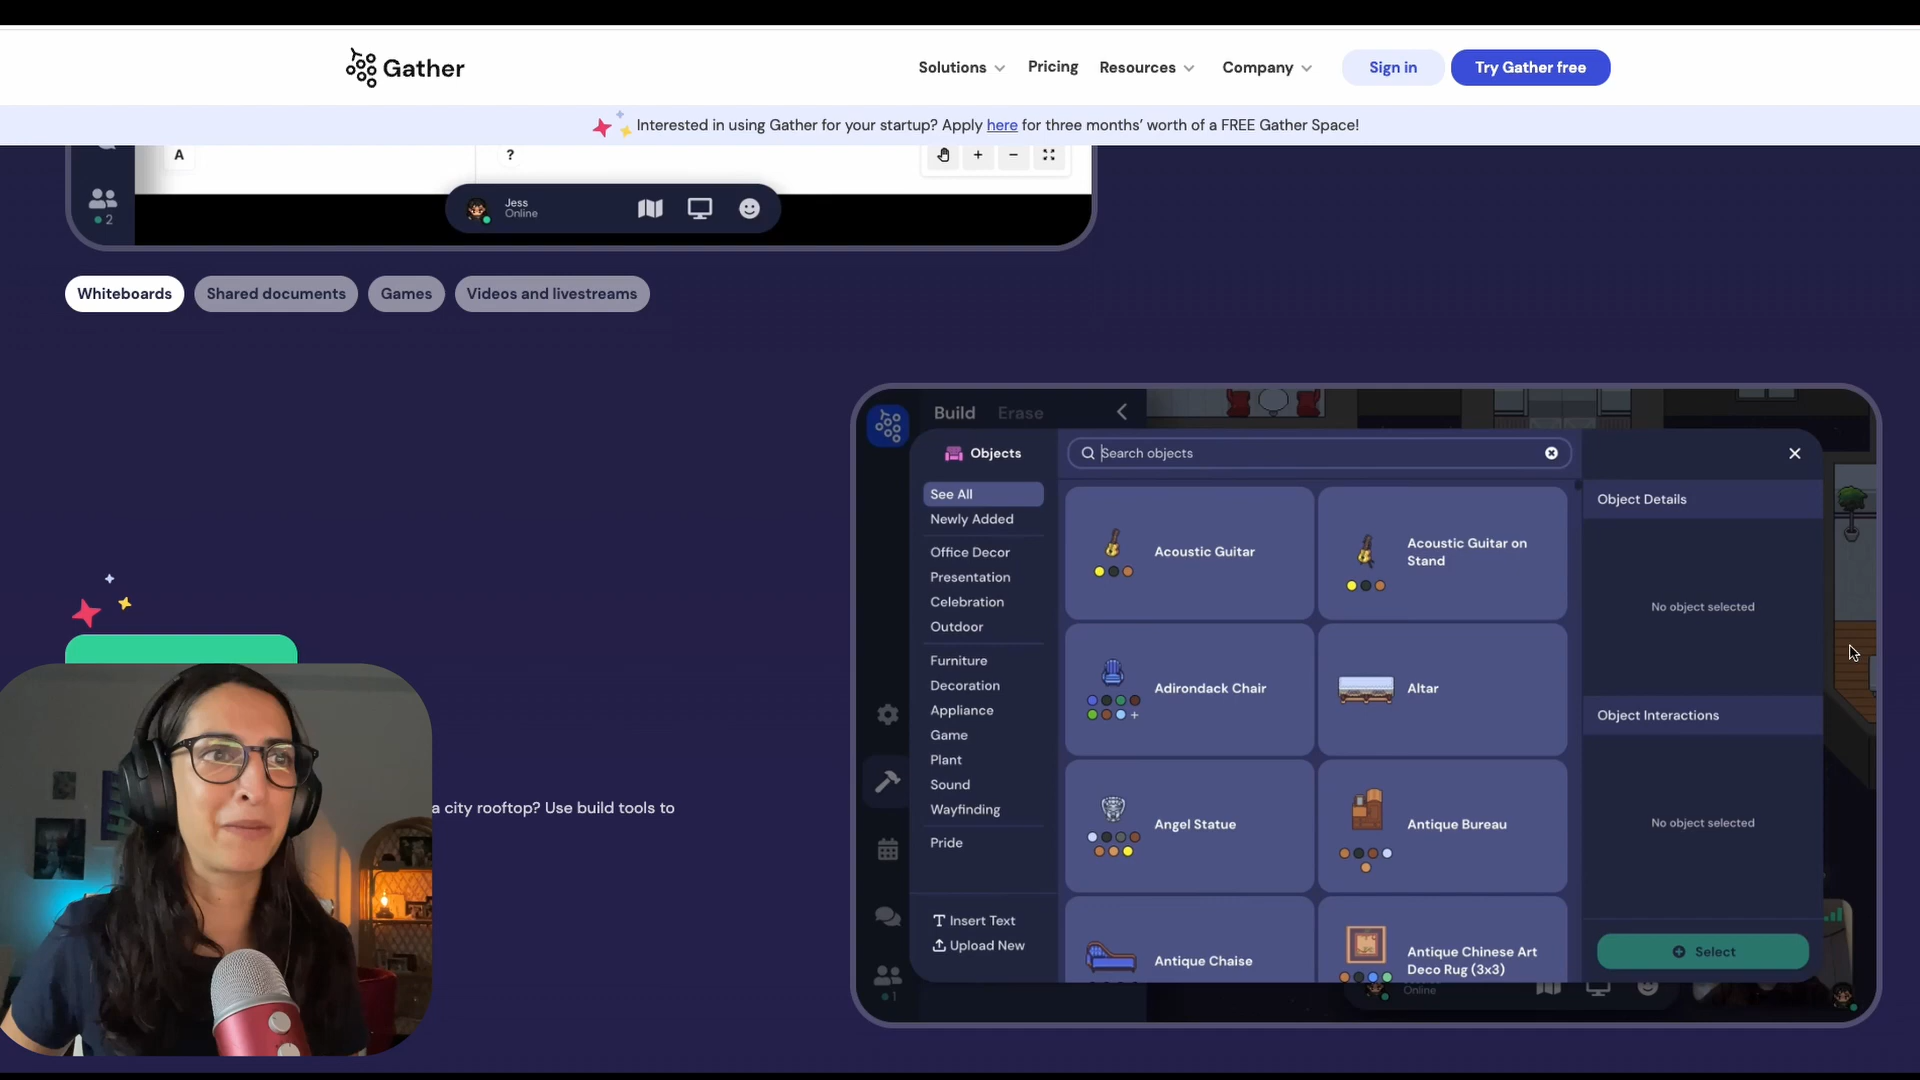 Gather
Solutions
Pricing
Resources
Company
Sign in
Try Gather free
Interested in using Gather for your startup? Apply here for three months’ worth of a FREE Gather Space!
A
?
+
−
2
Jess
Online
Whiteboards
Shared documents
Games
Videos and livestreams
a city rooftop? Use build tools to
Build
Erase
Objects
Search objects
See All
Newly Added
Office Decor
Presentation
Celebration
Outdoor
Furniture
Decoration
Appliance
Game
Plant
Sound
Wayfinding
Pride
Insert Text
Upload New
Acoustic Guitar
Acoustic Guitar on
Stand
Adirondack Chair
+
Altar
Angel Statue
Antique Bureau
Antique Chaise
Antique Chinese Art
Deco Rug (3x3)
Object Details
No object selected
Object Interactions
No object selected
Select
Online
1